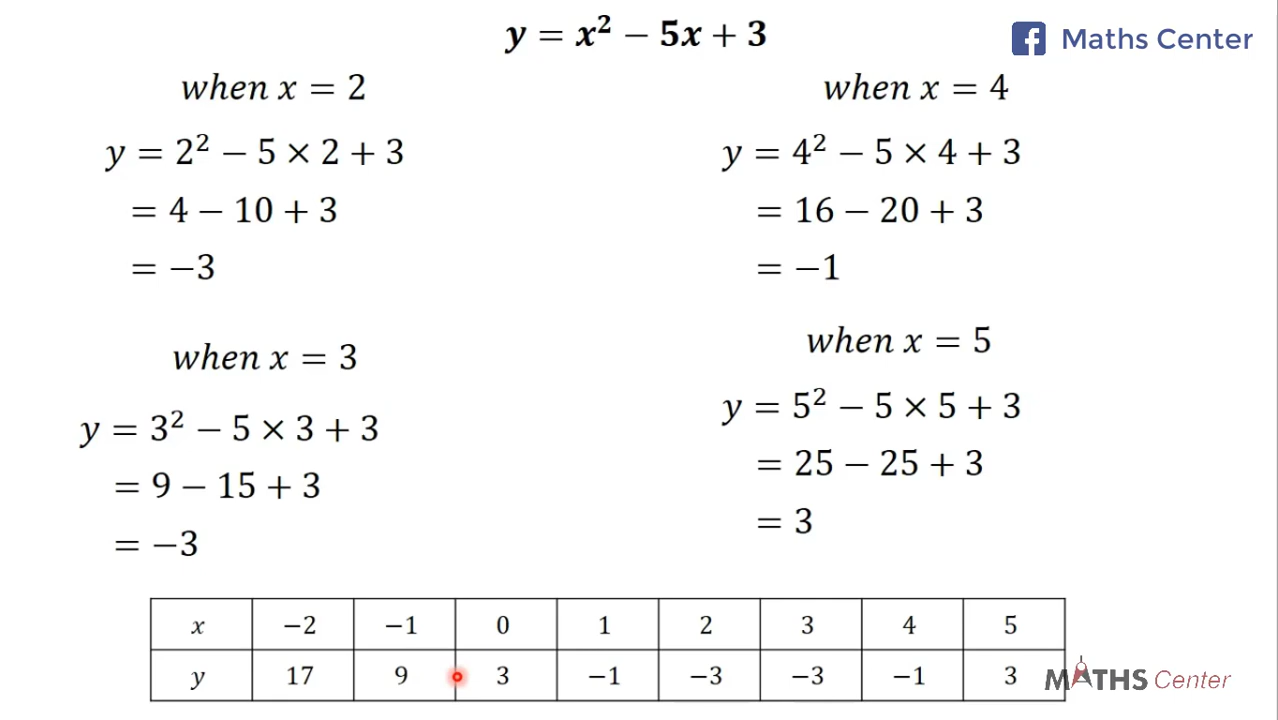 y = x² − 5x + 3
Maths Center
when x = 2
y = 2² − 5 × 2 + 3
= 4 − 10 + 3
= −3
when x = 3
y = 3² − 5 × 3 + 3
= 9 − 15 + 3
= −3
when x = 4
y = 4² − 5 × 4 + 3
= 16 − 20 + 3
= −1
when x = 5
y = 5² − 5 × 5 + 3
= 25 − 25 + 3
= 3
x −2 −1 0 1 2 3 4 5
y 17 9 3 −1 −3 −3 −1 3
MATHS Center